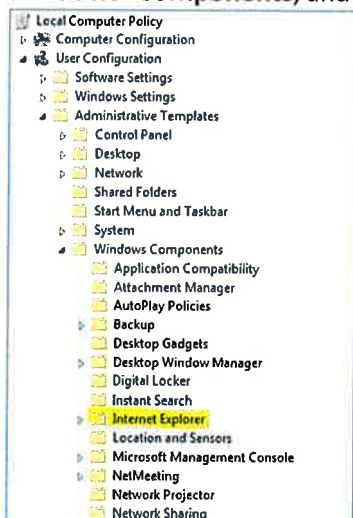 Components, and
Local Computer Policy
Computer Configuration
User Configuration
Software Settings
Windows Settings
Administrative Templates
Control Panel
Desktop
Network
Shared Folders
Start Menu and Taskbar
System
Windows Components
Application Compatibility
Attachment Manager
AutoPlay Policies
Backup
Desktop Gadgets
Desktop Window Manager
Digital Locker
Instant Search
Internet Explorer
Location and Sensors
Microsoft Management Console
NetMeeting
Network Projector
Network Sharing